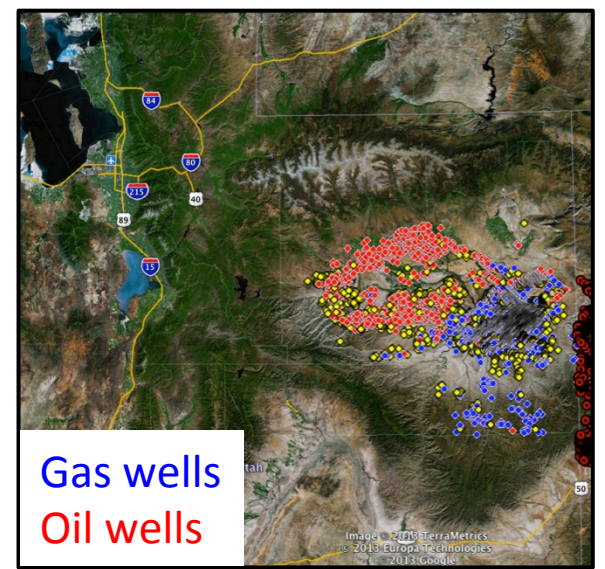 84
80
215
40
89
15
50
Gas wells
Oil wells
tah
Image © 2013 TerraMetrics
© 2013 Europa Technologies
© 2013 Google